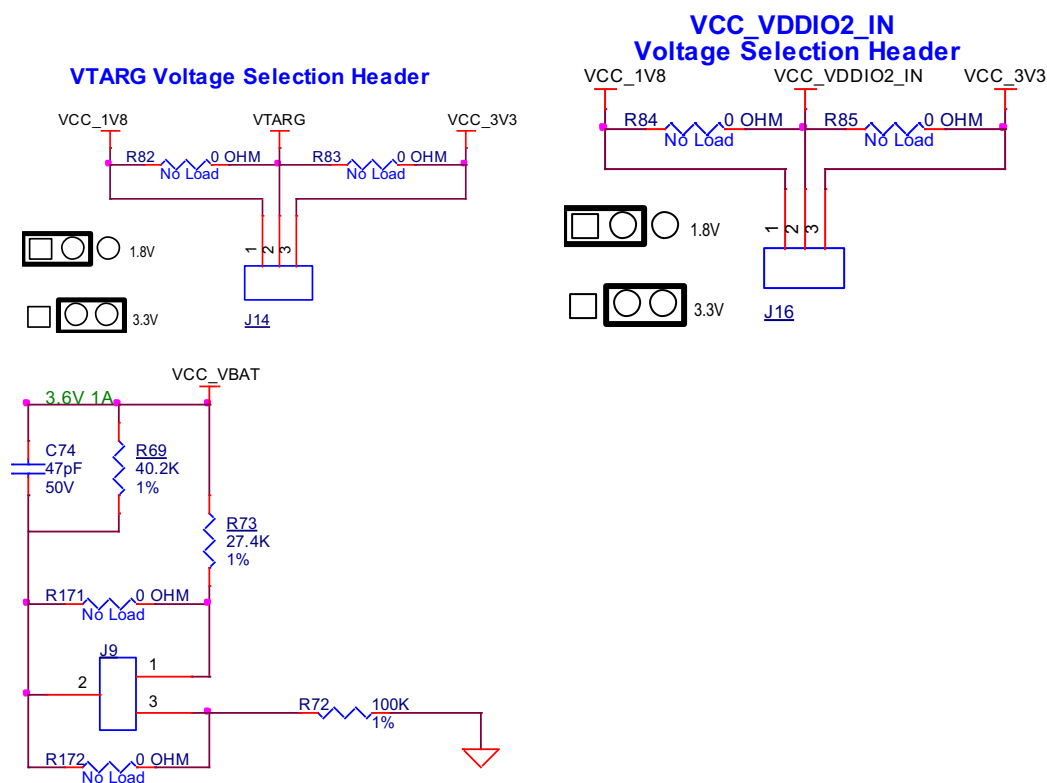 VTARG Voltage Selection Header
VCC_1V8
VTARG
VCC_3V3
R82
0 OHM
No Load
R83
0 OHM
No Load
1
2
3
1.8V
3.3V
J14
VCC_VDDIO2_IN
Voltage Selection Header
VCC_1V8
VCC_VDDIO2_IN
VCC_3V3
R84
0 OHM
No Load
R85
0 OHM
No Load
1
2
3
1.8V
3.3V
J16
VCC_VBAT
3.6V 1A
C74
47pF
50V
R69
40.2K
1%
R73
27.4K
1%
R171
0 OHM
No Load
J9
1
2
3
R72
100K
1%
R172
0 OHM
No Load